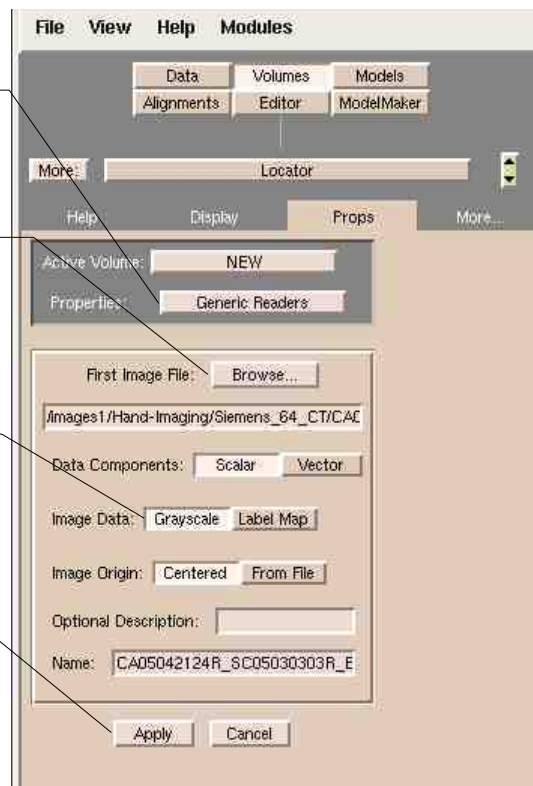 File View Help Modules
Data Volumes Models
Alignments Editor ModelMaker
More: Locator
Help Display Props More...
Active Volume: NEW
Properties: Generic Readers
First Image File: Browse...
/images1/Hand-Imaging/Siemens_64_CT/CA0
Data Components: Scalar Vector
Image Data: Grayscale Label Map
Image Origin: Centered From File
Optional Description:
Name: CA05042124R_SC05030303R_E
Apply Cancel